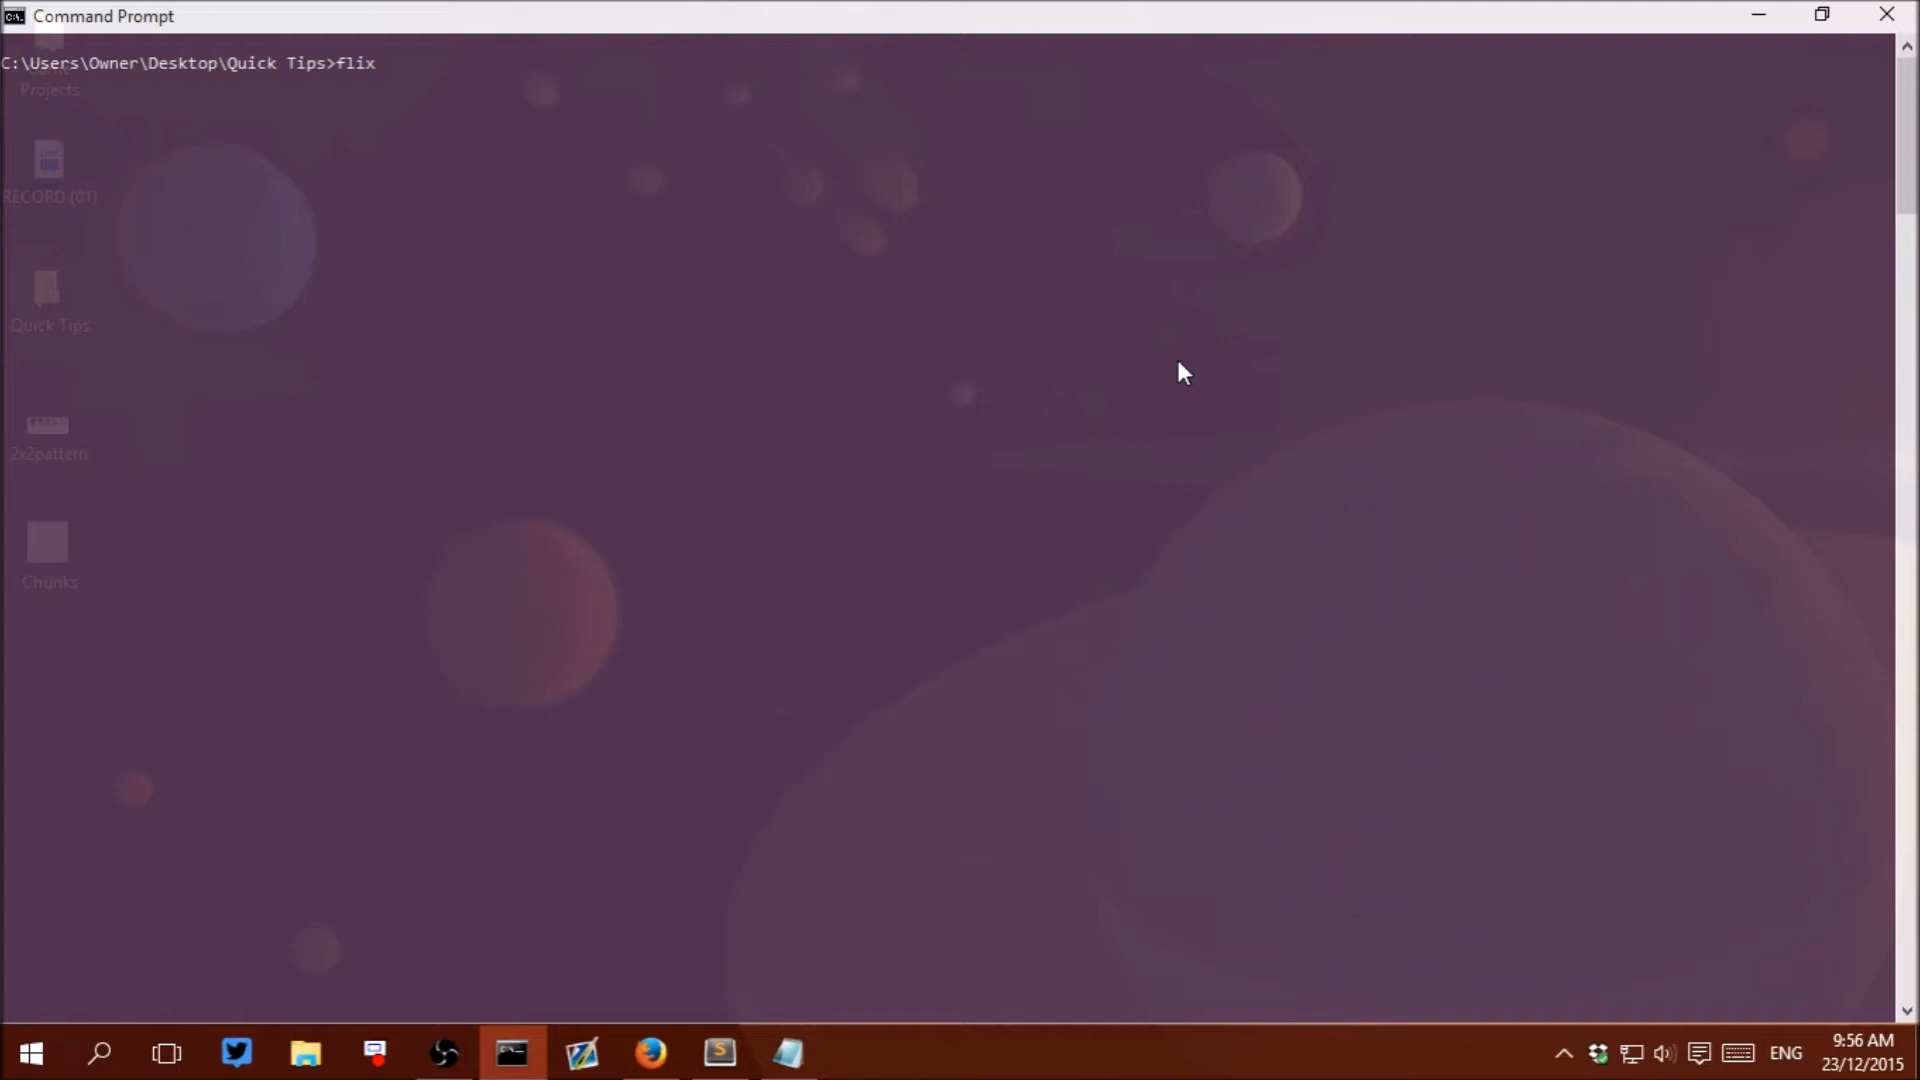 Command Prompt
C:\Users\Owner\Desktop\Quick Tips>flix
Game
Projects
RECORD (01)
Quick Tips
2x2pattern
Chunks
ENG
9:56 AM
23/12/2015